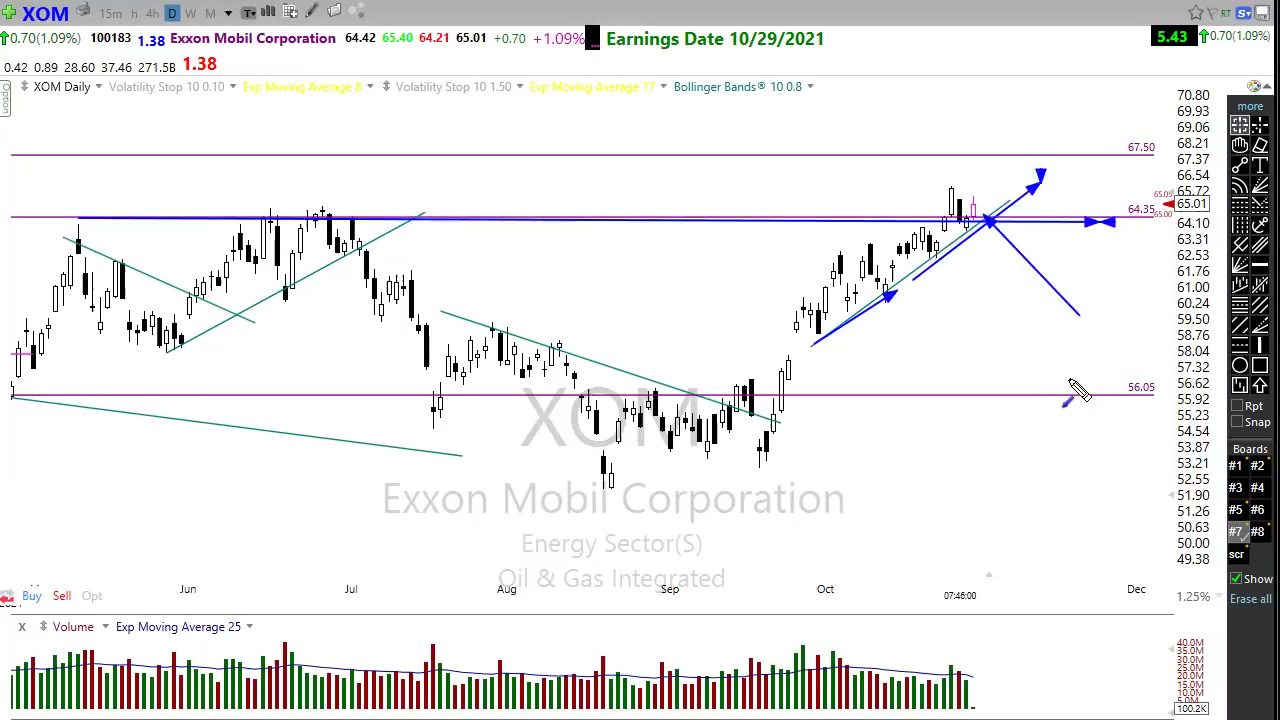 XOM 15m h 4h D W M T RT S
0.70(1.09%) 100183 1.38 Exxon Mobil Corporation 64.42 65.40 64.21 65.01 +0.70 +1.09% Earnings Date 10/29/2021 5.43 0.70(1.09%)
0.42 0.89 28.60 37.46 271.5B 1.38
Option
XOM Daily Volatility Stop 10 0.10 Exp Moving Average 8 Volatility Stop 10 1.50 Exp Moving Average 17 Bollinger Bands® 10 0.8
70.80
69.93
69.06
68.21
67.50
67.37
66.54
65.72
65.01
64.35
65.00
64.10
63.31
62.53
61.76
61.00
60.24
59.50
58.76
58.04
57.32
56.62
56.05
55.92
55.23
54.54
53.87
53.21
52.55
51.90
51.26
50.63
50.00
49.38
XOM
Exxon Mobil Corporation
Energy Sector(S)
Oil & Gas Integrated
Jun Jul Aug Sep Oct Dec
07:46:00
Buy Sell Opt 1.25%
X Volume Exp Moving Average 25
40.0M
35.0M
30.0M
25.0M
20.0M
15.0M
10.0M
100.2K
more
T
Rpt
Snap
Boards
#1 #2
#3 #4
#5 #6
#7 #8
scr
Show
Erase all